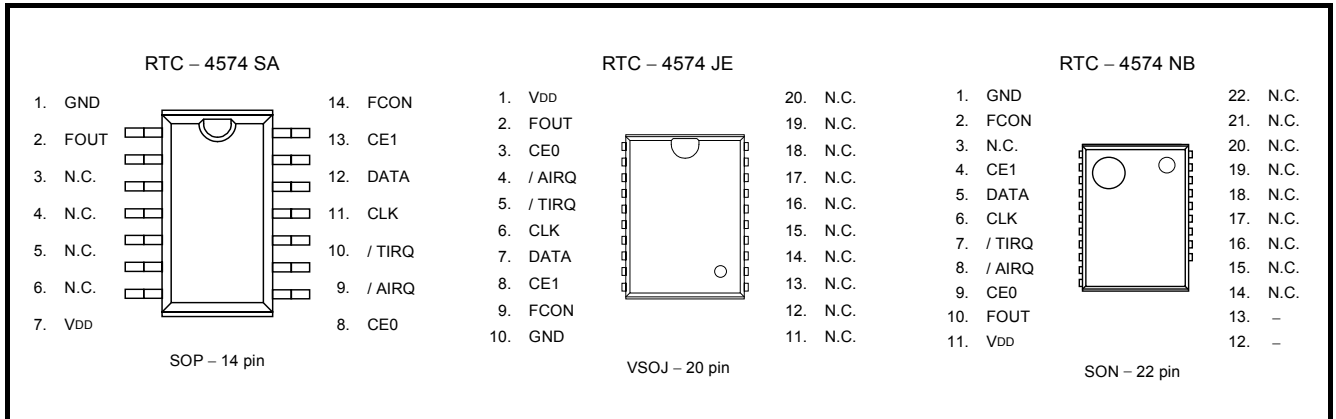 RTC – 4574 SA
1. GND
2. FOUT
3. N.C.
4. N.C.
5. N.C.
6. N.C.
7. VDD
14. FCON
13. CE1
12. DATA
11. CLK
10. / TIRQ
9. / AIRQ
8. CE0
SOP – 14 pin
RTC – 4574 JE
1. VDD
2. FOUT
3. CE0
4. / AIRQ
5. / TIRQ
6. CLK
7. DATA
8. CE1
9. FCON
10. GND
20. N.C.
19. N.C.
18. N.C.
17. N.C.
16. N.C.
15. N.C.
14. N.C.
13. N.C.
12. N.C.
11. N.C.
VSOJ – 20 pin
RTC – 4574 NB
1. GND
2. FCON
3. N.C.
4. CE1
5. DATA
6. CLK
7. / TIRQ
8. / AIRQ
9. CE0
10. FOUT
11. VDD
22. N.C.
21. N.C.
20. N.C.
19. N.C.
18. N.C.
17. N.C.
16. N.C.
15. N.C.
14. N.C.
13. –
12. –
SON – 22 pin